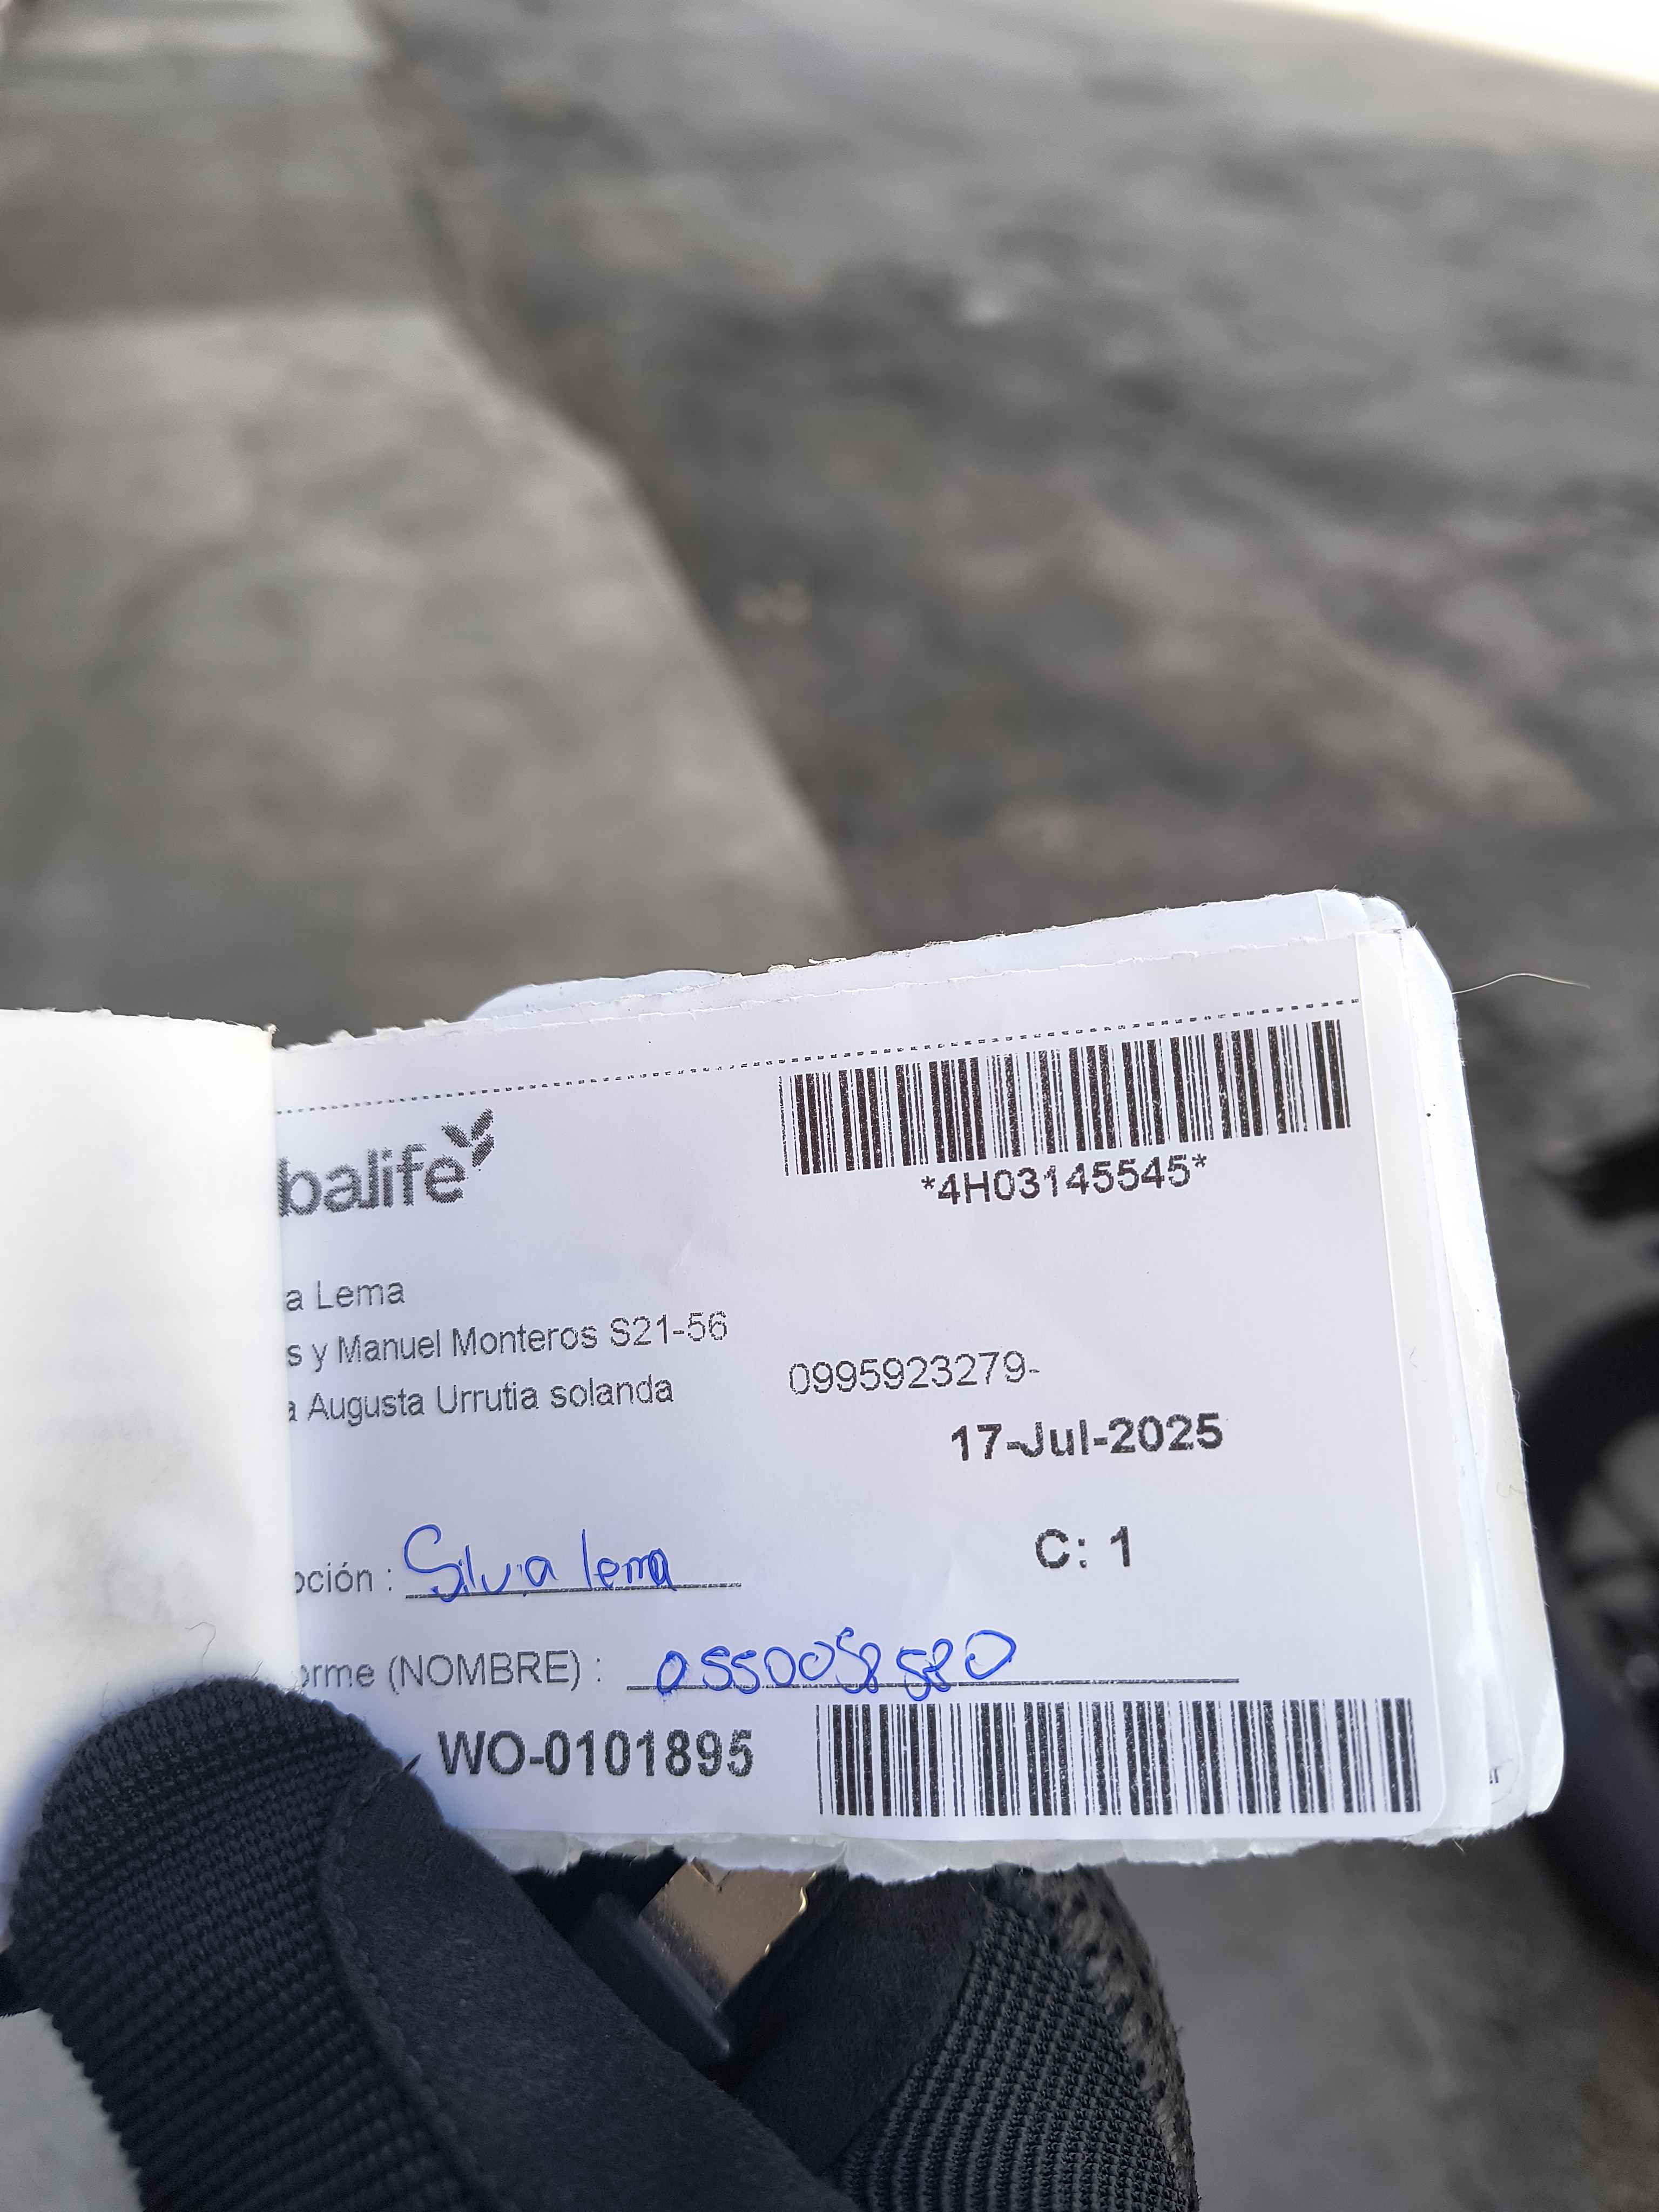 balife
*4H03145545*
a Lema
s y Manuel Monteros S21-56
a Augusta Urrutia solanda
0995923279-
17-Jul-2025
C: 1
pción : Silvia lema
orme (NOMBRE) : 0550058580
WO-0101895